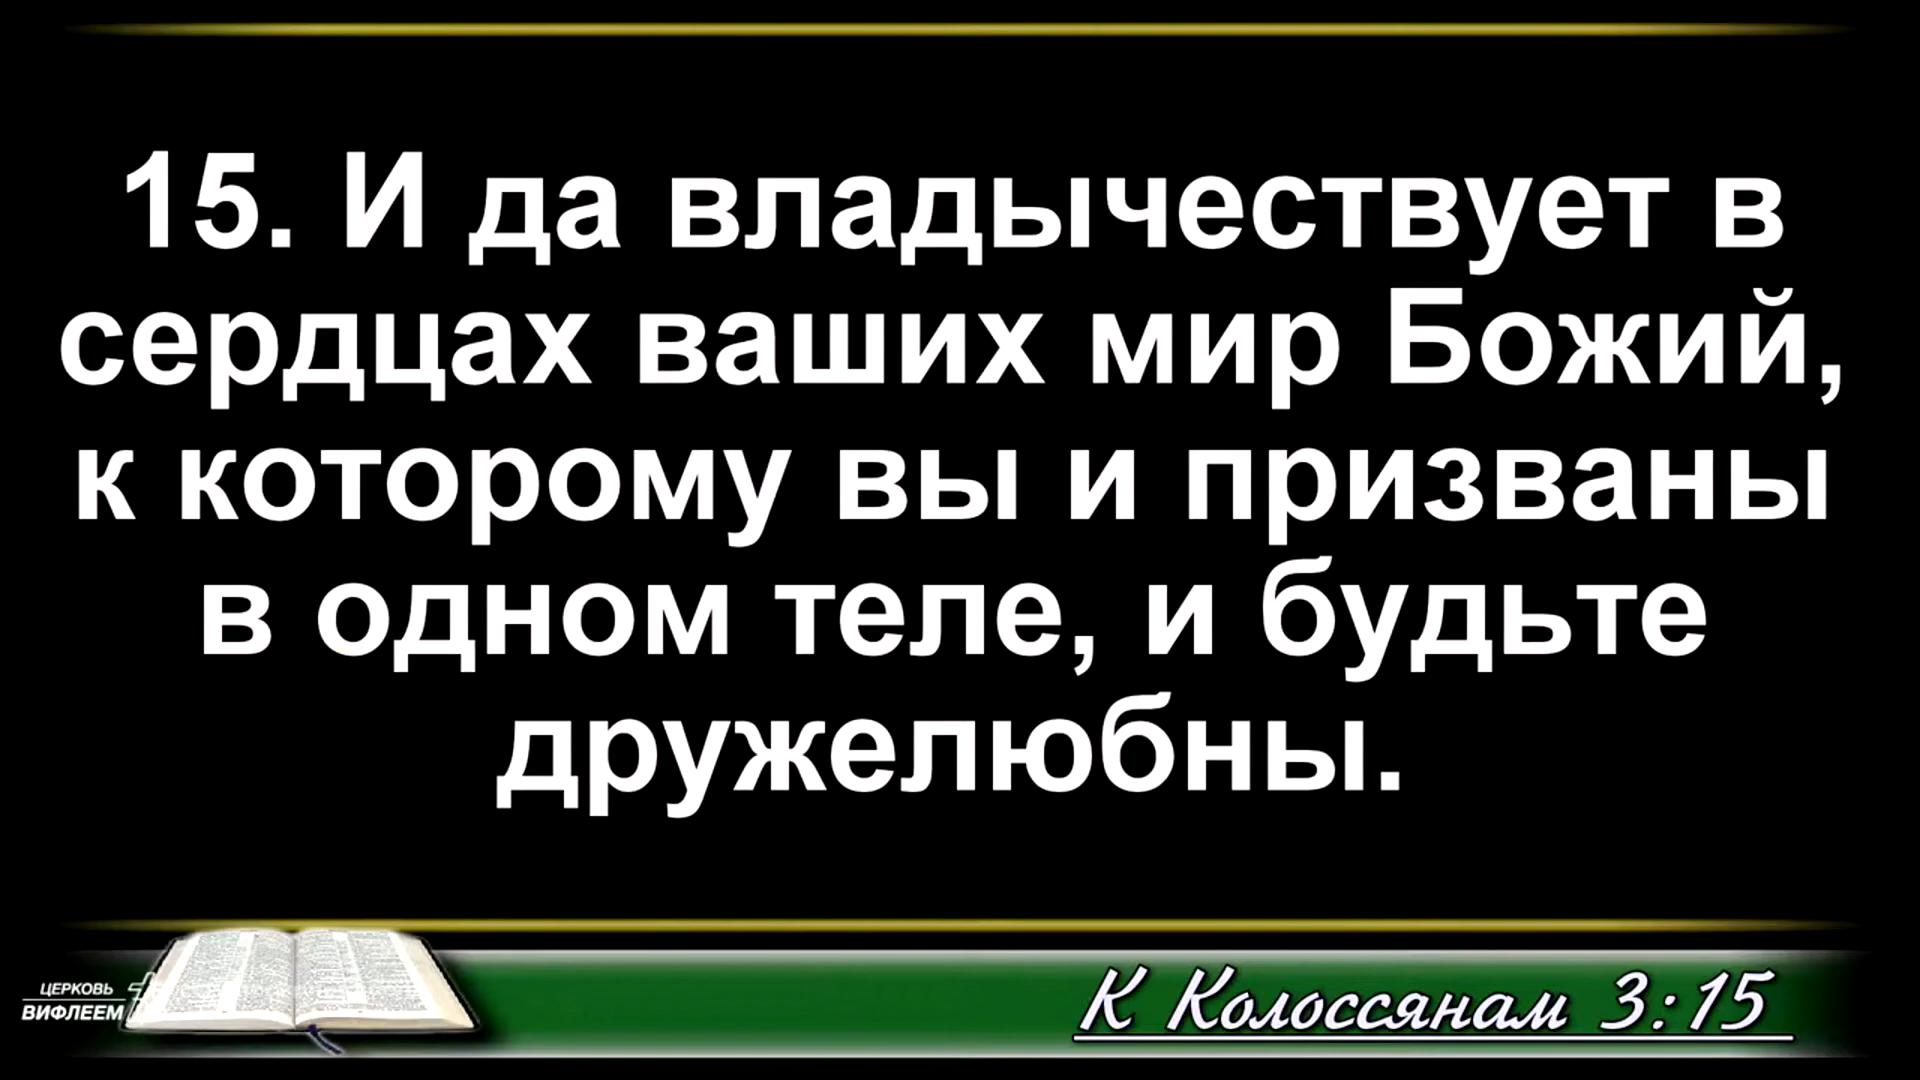 15. И да владычествует в
сердцах ваших мир Божий,
к которому вы и призваны
в одном теле, и будьте
дружелюбны.
ЦЕРКОВЬ
ВИФЛЕЕМ
К Колоссянам 3:15